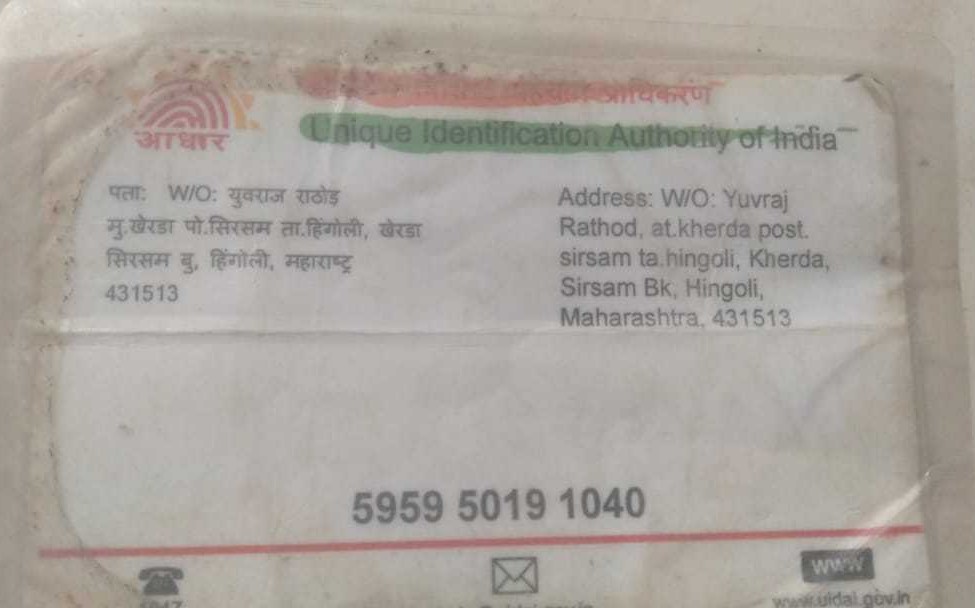 आधार
प्राधिकरण
Unique Identification Authority of India
पता: W/O: युवराज राठोड़
मु.खेरडा पो.सिरसम ता.हिंगोली, खेरडा
सिरसम बु, हिंगोली, महाराष्ट्र
431513
Address: W/O: Yuvraj
Rathod, at.kherda post.
sirsam ta.hingoli, Kherda,
Sirsam Bk, Hingoli,
Maharashtra, 431513
5959 5019 1040
www
www.uidai.gov.in